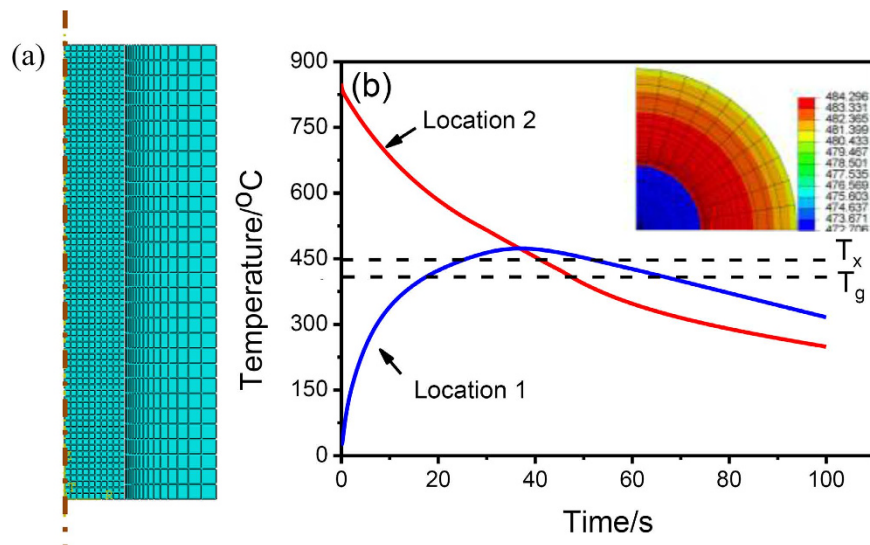 (a)
(b)
900
750
600
450
300
150
0
Temperature/⁰C
Location 2
Location 1
484.296
483.331
482.365
481.399
480.433
479.467
478.501
477.535
476.569
475.603
474.637
473.671
472.706
Tx
Tg
0 20 40 60 80 100
Time/s